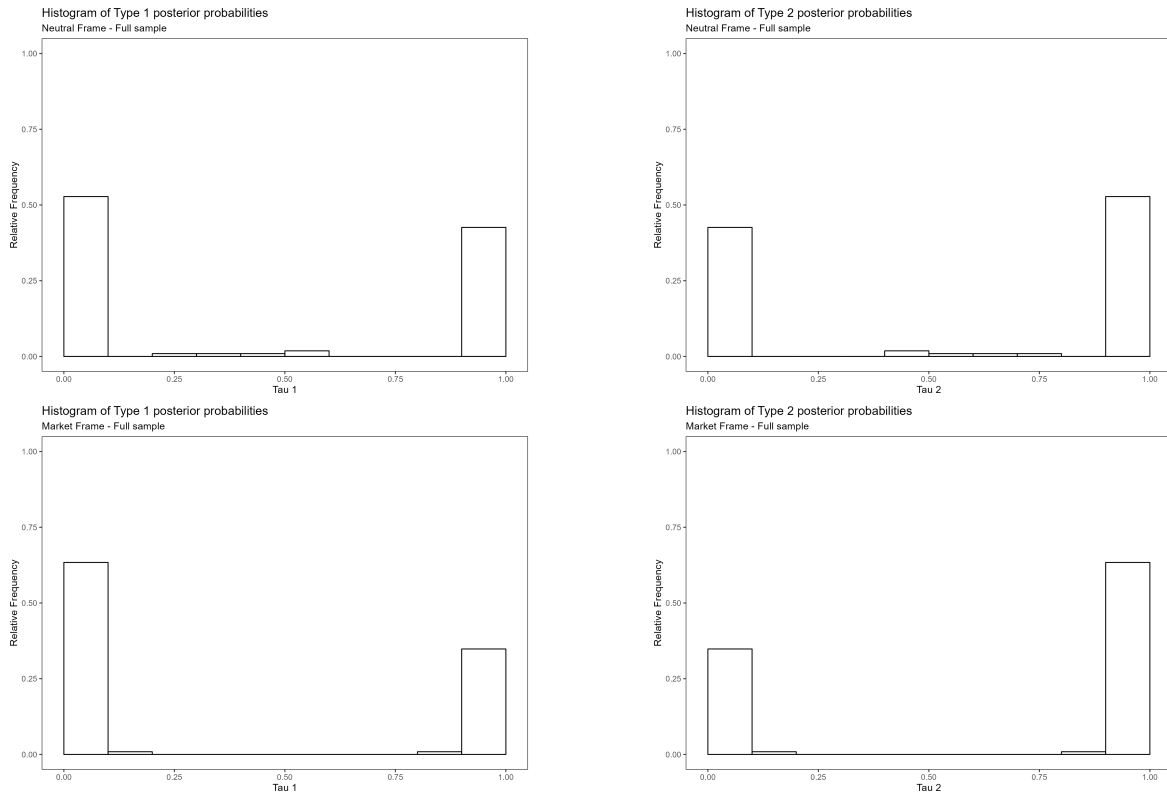 Histogram of Type 1 posterior probabilities
Neutral Frame - Full sample
1.00
0.75
0.50
0.25
0.00
Relative Frequency
0.00 0.25 0.50 0.75 1.00
Tau 1
Histogram of Type 2 posterior probabilities
Neutral Frame - Full sample
1.00
0.75
0.50
0.25
0.00
Relative Frequency
0.00 0.25 0.50 0.75 1.00
Tau 2
Histogram of Type 1 posterior probabilities
Market Frame - Full sample
1.00
0.75
0.50
0.25
0.00
Relative Frequency
0.00 0.25 0.50 0.75 1.00
Tau 1
Histogram of Type 2 posterior probabilities
Market Frame - Full sample
1.00
0.75
0.50
0.25
0.00
Relative Frequency
0.00 0.25 0.50 0.75 1.00
Tau 2